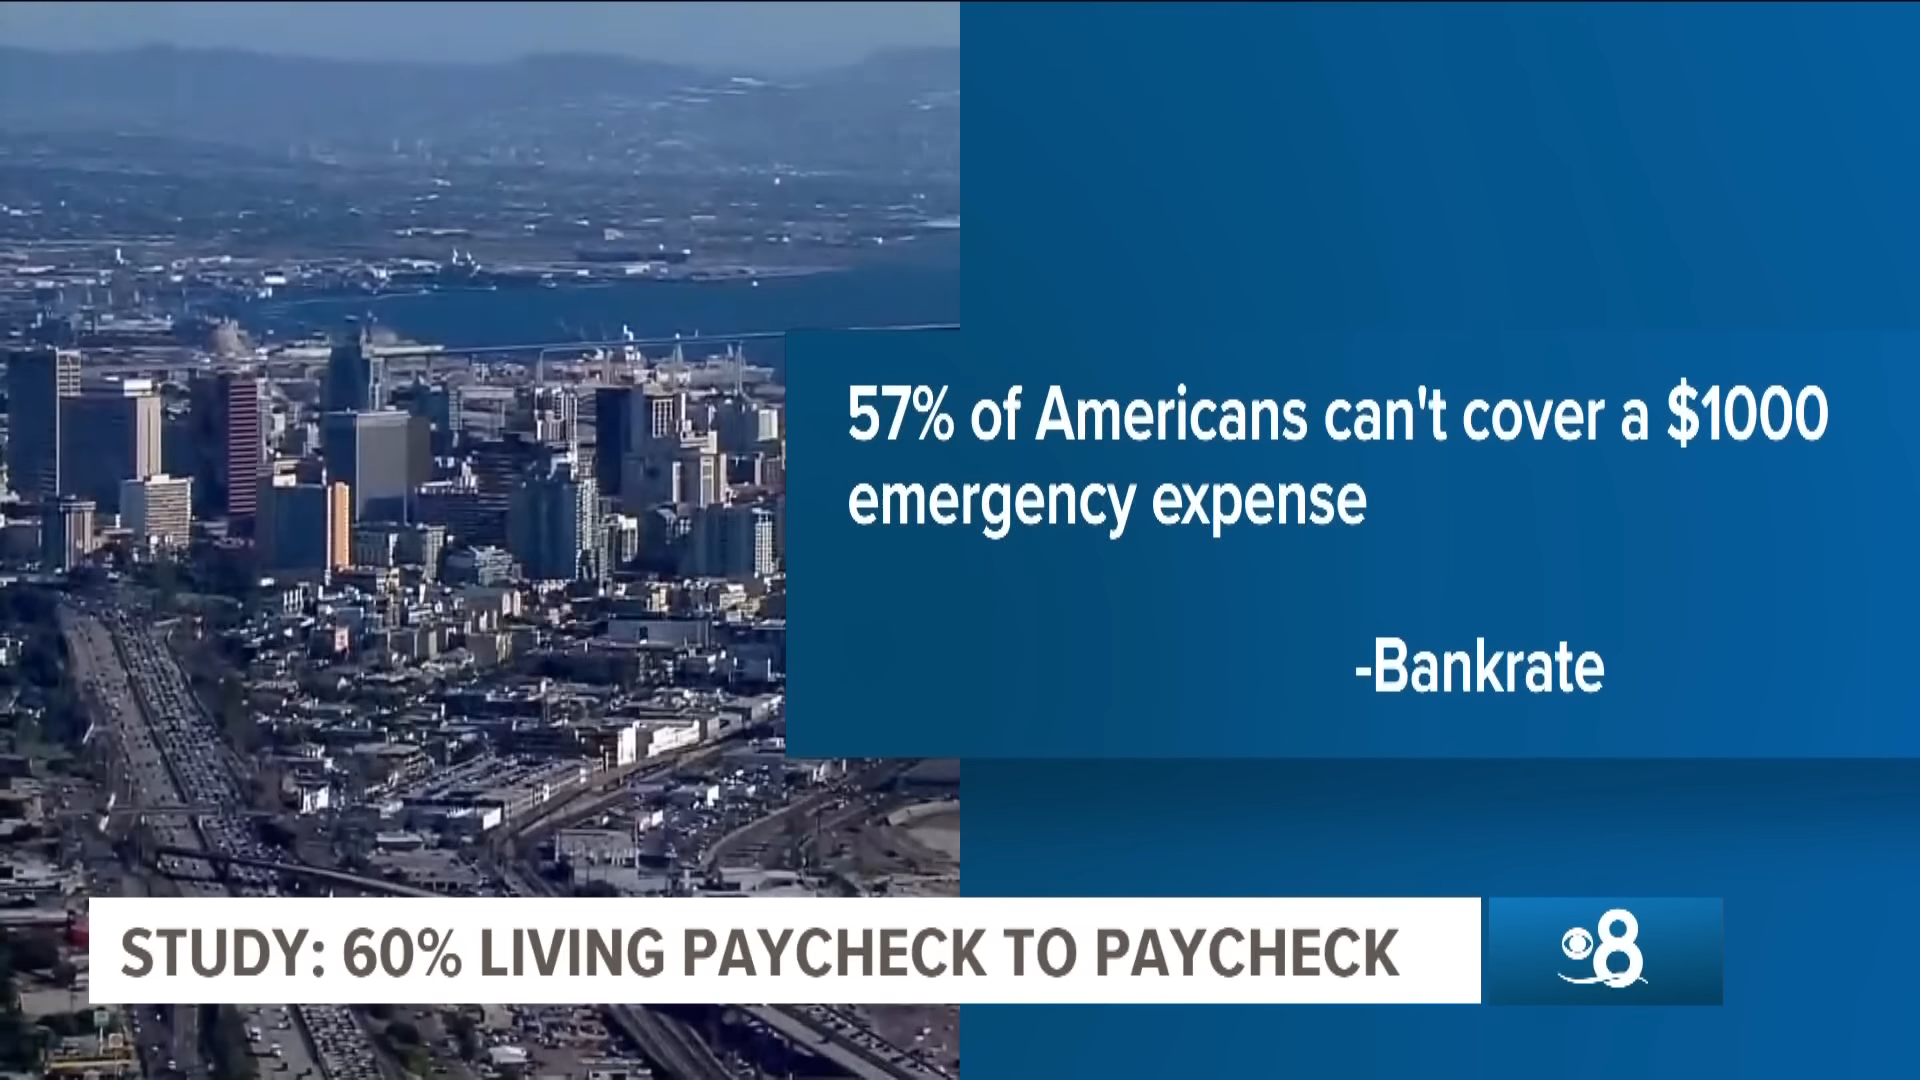 57% of Americans can't cover a $1000
emergency expense
-Bankrate
STUDY: 60% LIVING PAYCHECK TO PAYCHECK
8